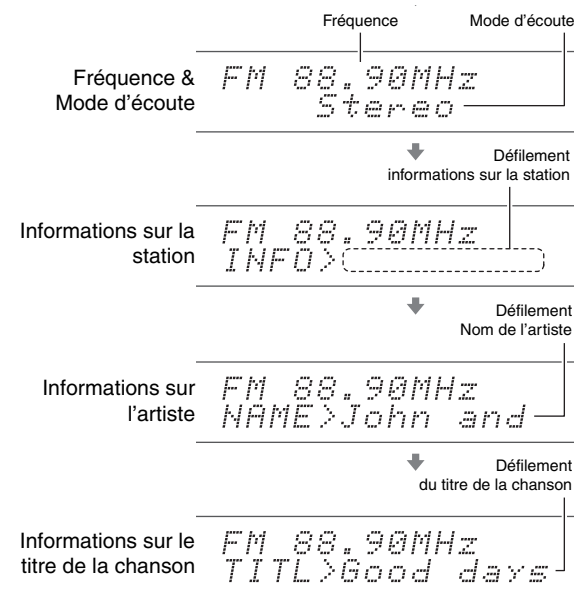 Fréquence
Mode d'écoute
Fréquence &
Mode d'écoute
FM 88.90MHz
Stereo
Défilement
informations sur la station
Informations sur la
station
FM 88.90MHz
INFO>
Défilement
Nom de l'artiste
Informations sur
l'artiste
FM 88.90MHz
NAME>John and
Défilement
du titre de la chanson
Informations sur le
titre de la chanson
FM 88.90MHz
TITL>Good days